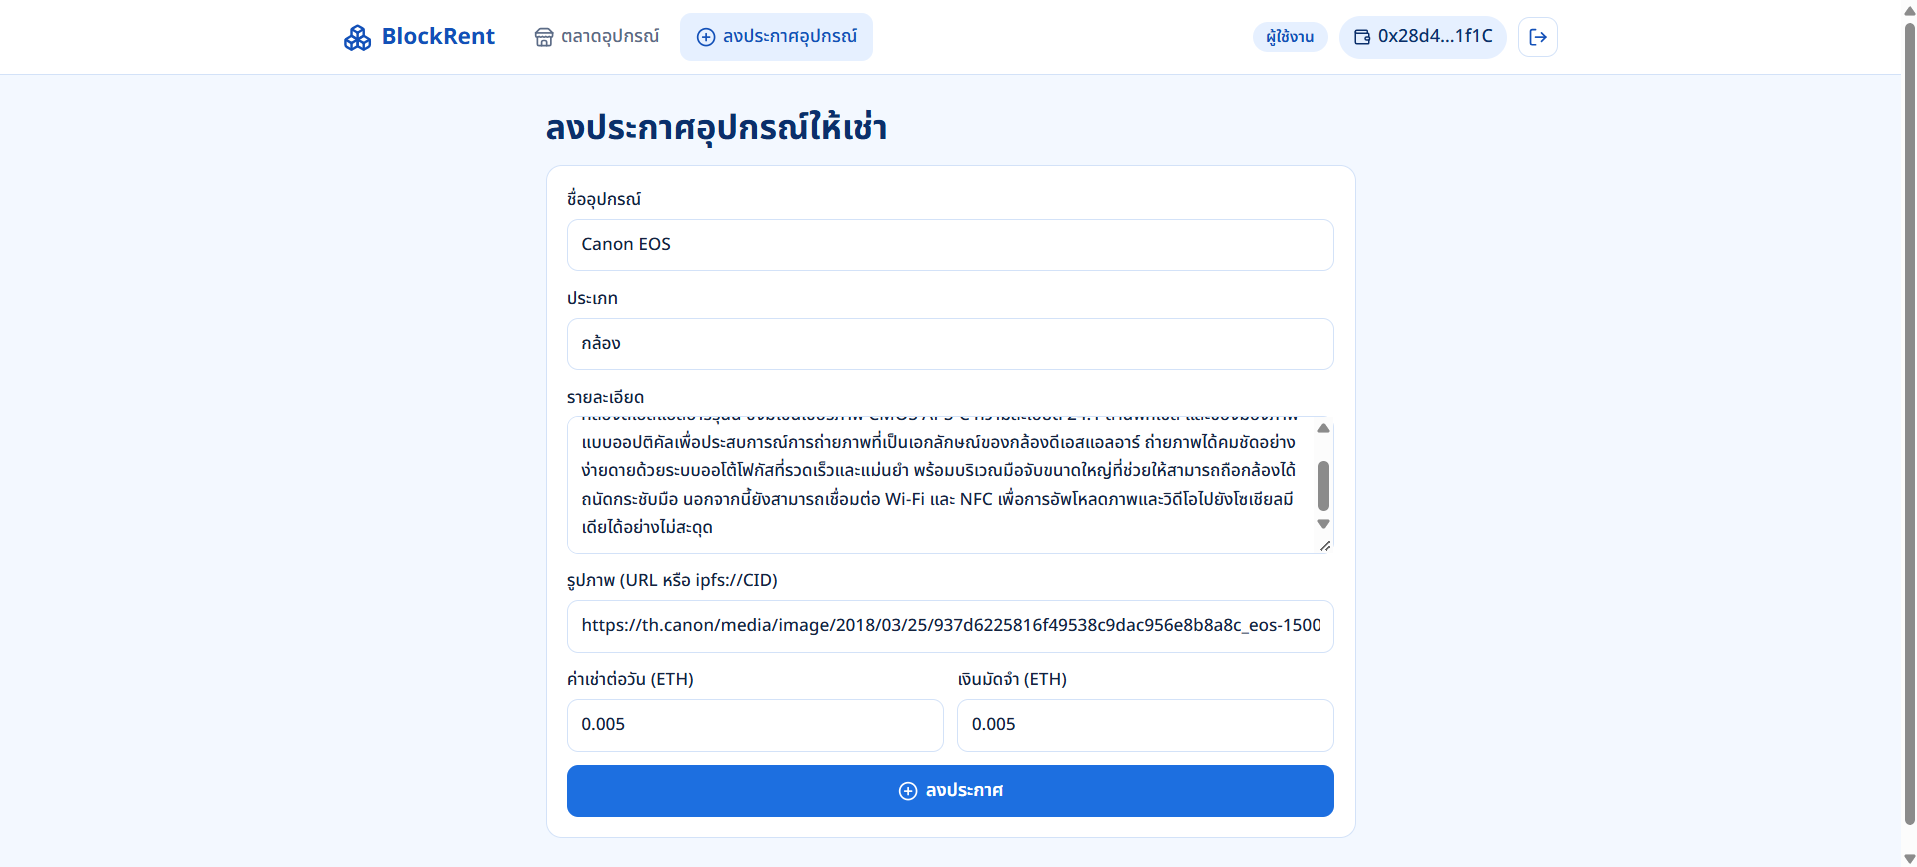 BlockRent
ตลาดอุปกรณ์
ลงประกาศอุปกรณ์
ผู้ใช้งาน
0x28d4...1f1C
ลงประกาศอุปกรณ์ให้เช่า
ชื่ออุปกรณ์
Canon EOS
ประเภท
กล้อง
รายละเอียด
แบบออปติคัลเพื่อประสบการณ์การถ่ายภาพที่เป็นเอกลักษณ์ของกล้องดีเอสแอลอาร์ ถ่ายภาพได้คมชัดอย่าง
ง่ายดายด้วยระบบออโต้โฟกัสที่รวดเร็วและแม่นยำ พร้อมบริเวณมือจับขนาดใหญ่ที่ช่วยให้สามารถถือกล้องได้
ถนัดกระชับมือ นอกจากนี้ยังสามารถเชื่อมต่อ Wi-Fi และ NFC เพื่อการอัพโหลดภาพและวิดีโอไปยังโซเชียลมี
เดียได้อย่างไม่สะดุด
รูปภาพ (URL หรือ ipfs://CID)
https://th.canon/media/image/2018/03/25/937d6225816f49538c9dac956e8b8a8c_eos-1500
ค่าเช่าต่อวัน (ETH)
เงินมัดจำ (ETH)
0.005
0.005
ลงประกาศ